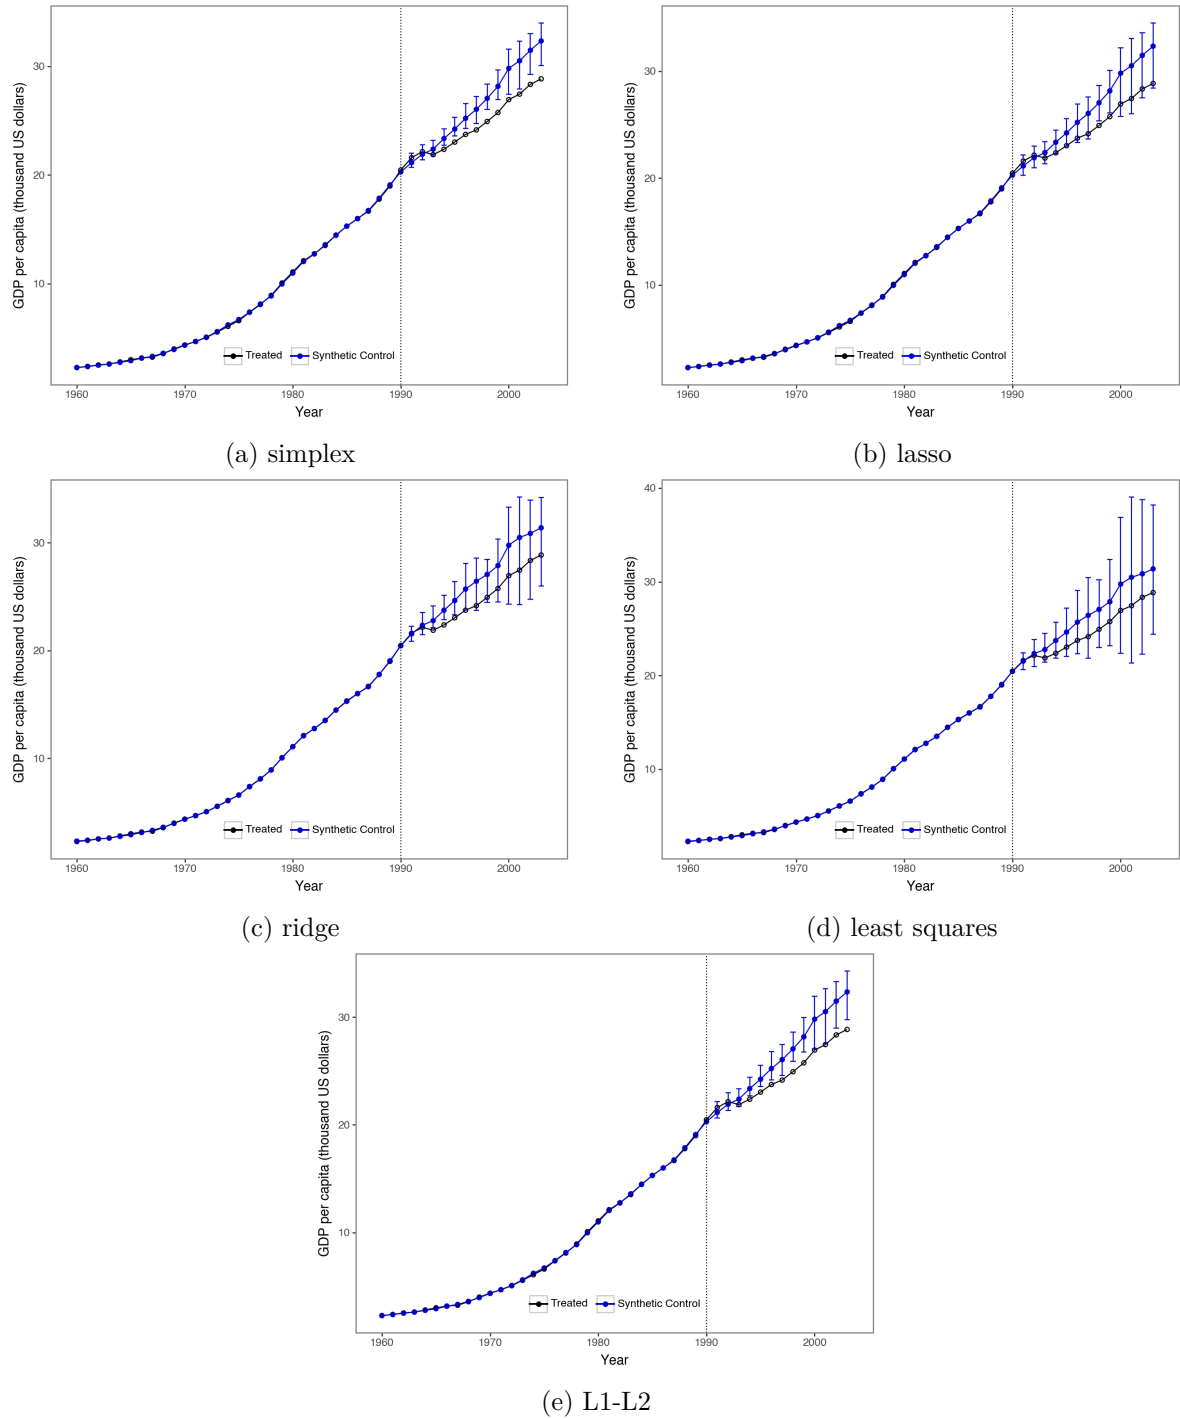 GDP per capita (thousand US dollars)
30
20
10
Treated Synthetic Control
1960 1970 1980 1990 2000
Year
(a) simplex
GDP per capita (thousand US dollars)
30
20
10
Treated Synthetic Control
1960 1970 1980 1990 2000
Year
(b) lasso
GDP per capita (thousand US dollars)
30
20
10
Treated Synthetic Control
1960 1970 1980 1990 2000
Year
(c) ridge
GDP per capita (thousand US dollars)
40
30
20
10
Treated Synthetic Control
1960 1970 1980 1990 2000
Year
(d) least squares
GDP per capita (thousand US dollars)
30
20
10
Treated Synthetic Control
1960 1970 1980 1990 2000
Year
(e) L1-L2